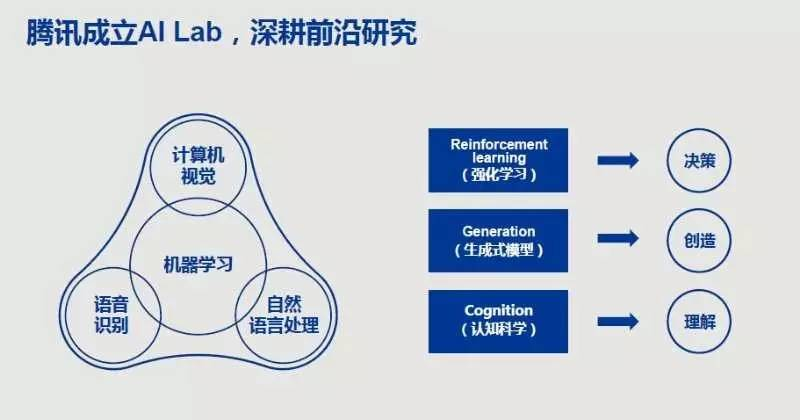 腾讯成立AI Lab，深耕前沿研究
计算机
视觉
机器学习
语音
识别
自然
语言处理
Reinforcement
learning
（强化学习）
决策
Generation
（生成式模型）
创造
Cognition
（认知科学）
理解